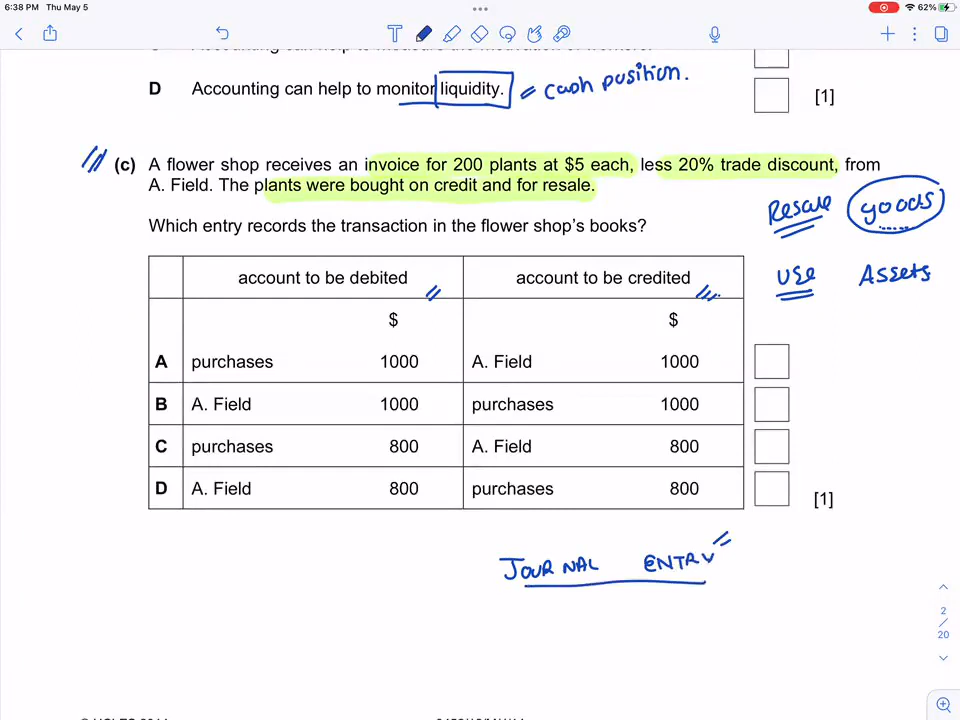 6:38 PM Thu May 5
62%
D Accounting can help to monitor liquidity. = cash position.
[1]
(c) A flower shop receives an invoice for 200 plants at $5 each, less 20% trade discount, from
A. Field. The plants were bought on credit and for resale.
Resale goods
Which entry records the transaction in the flower shop's books?
use Assets
account to be debited account to be credited
$ $
A purchases 1000 A. Field 1000
B A. Field 1000 purchases 1000
C purchases 800 A. Field 800
D A. Field 800 purchases 800
[1]
JOURNAL ENTRY
2
/
20